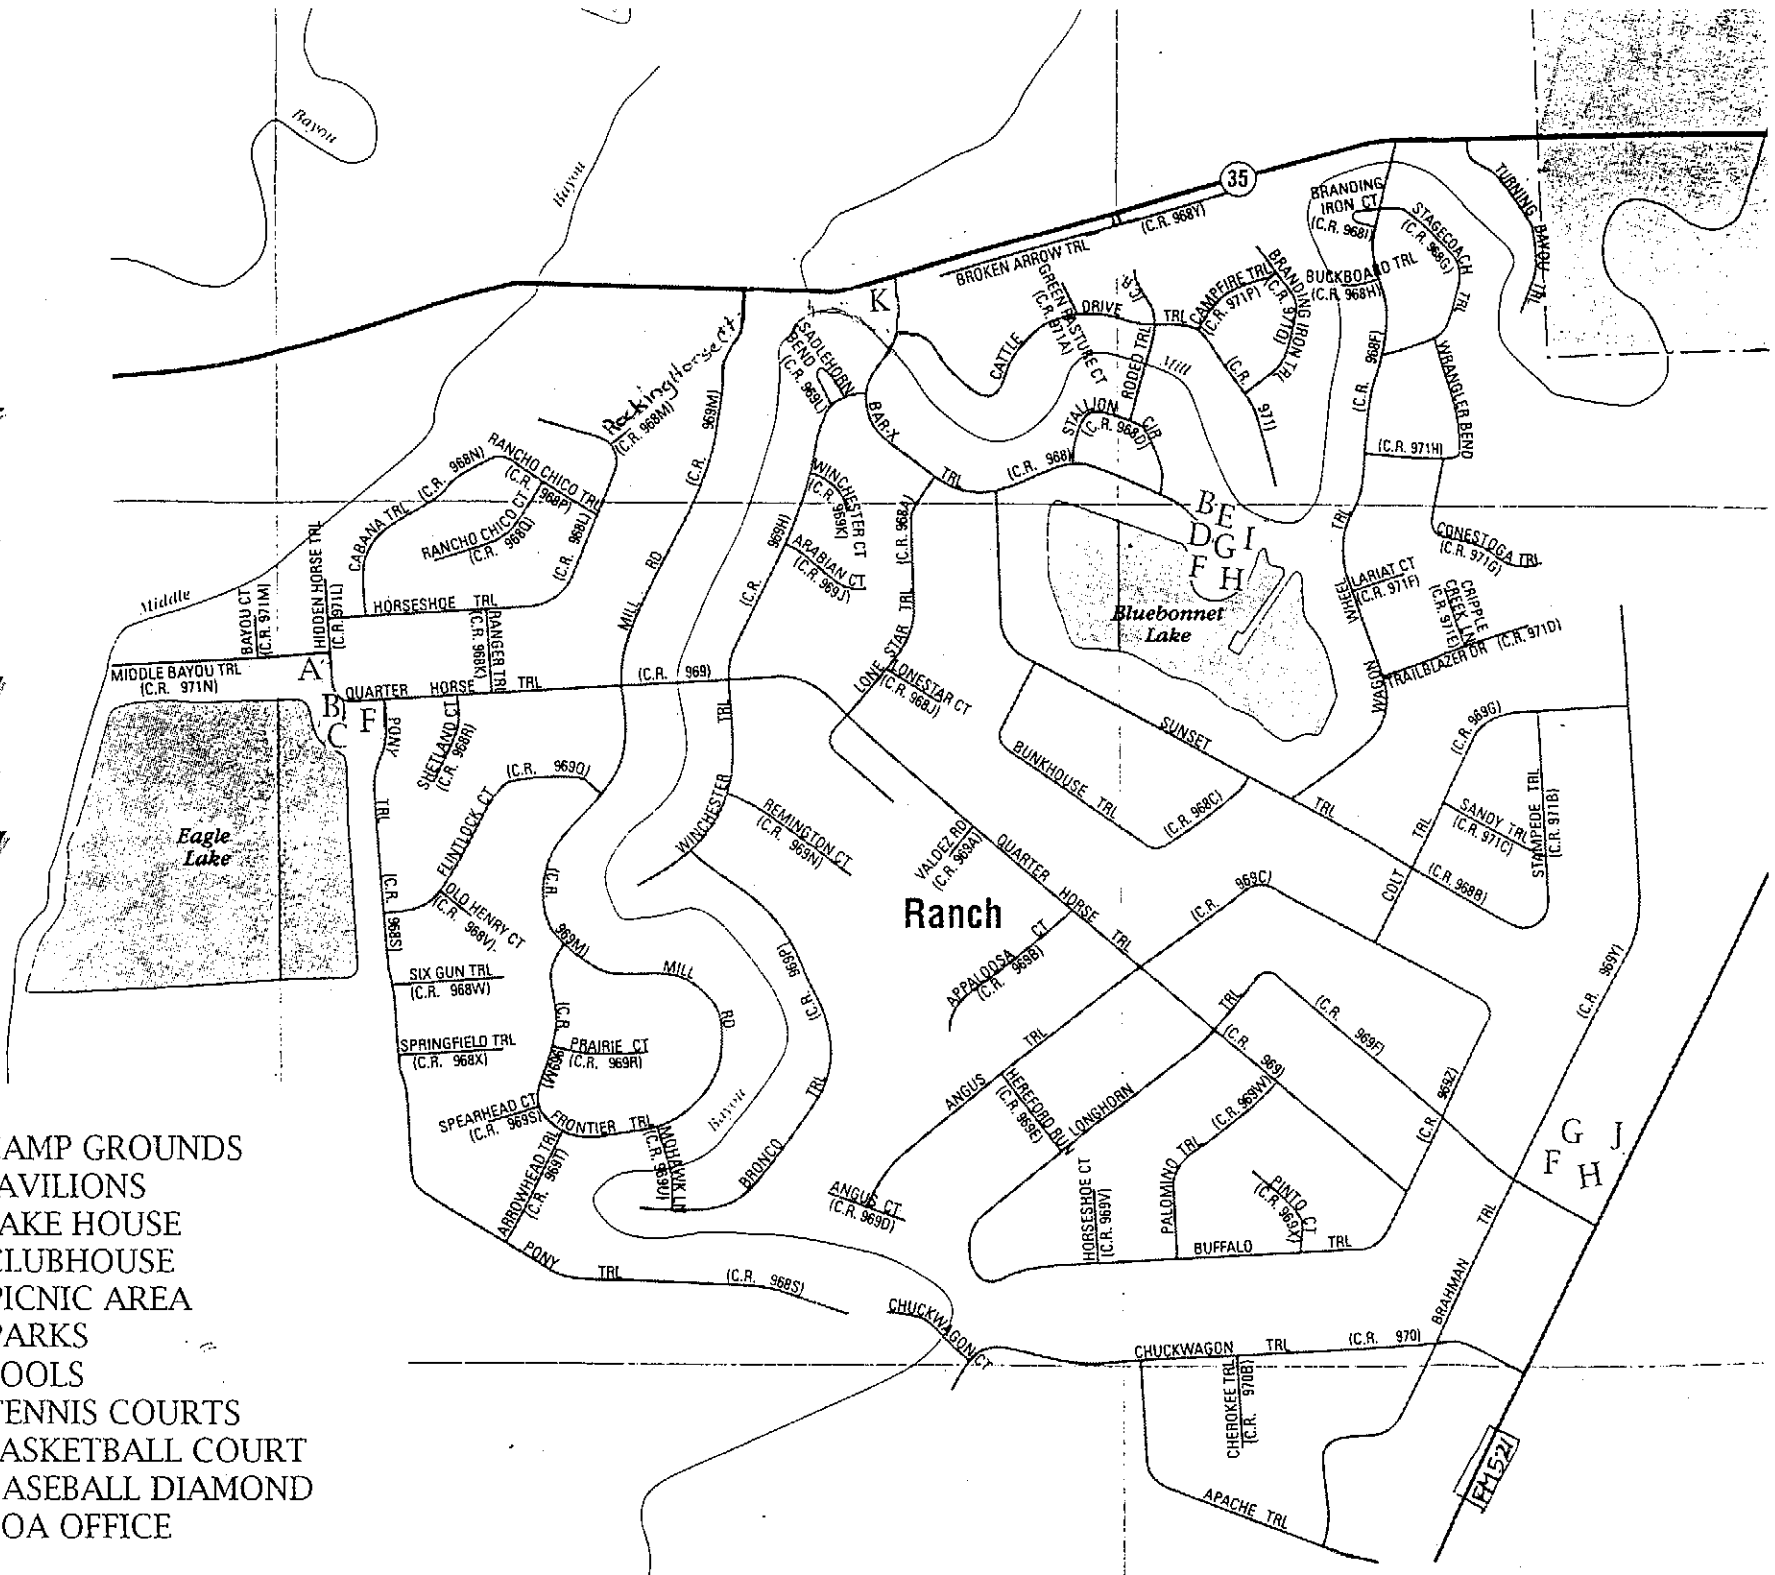 Bayou
Bayou
35
BROKEN ARROW TRL
(C.R. 968Y)
BRANDING
IRON CT
(C.R. 968I)
STAGECOACH TRL
(C.R. 968G)
TURNING BAYOU TRL
BUCKBOARD TRL
(C.R. 968H)
K
CATTLE DRIVE TRL
(C.R. 971)
GREEN PASTURE CT
(C.R. 971A)
(C.R.
RODEO TRL
CAMPFIRE TRL
(C.R. 971P)
BRANDING IRON TRL
(C.R. 971Q)
Mill
SADLEHORN
BEND
(C.R. 969L)
BAR-X TRL
(C.R. 968)
STALLION CIR
(C.R. 968D)
(C.R. 968F)
WRANGLER BEND
(C.R. 971H)
Rocking Horse Ct.
(C.R. 968M)
(C.R. 969M)
MILL RD
RANCHO CHICO TRL
(C.R. 968P)
RANCHO CHICO CT
(C.R. 968Q)
CABANA TRL (C.R. 968N)
(C.R. 968L)
WINCHESTER CT
(C.R. 969K)
ARABIAN CT
(C.R. 969J)
(C.R. 969H)
LONE STAR TRL (C.R. 968A)
LONESTAR CT
(C.R. 968J)
B E I
D G
F H
Bluebonnet
Lake
WAGON WHEEL TRL
CONESTOGA TRL
(C.R. 971G)
LARIAT CT
(C.R. 971F)
CRIPPLE
CREEK LN
(C.R. 971E)
TRAILBLAZER DR (C.R. 971D)
Middle
BAYOU CT
(C.R. 971M)
HIDDEN HORSE TRL
(C.R. 971L)
HORSESHOE TRL
RANGER TRL
(C.R. 968K)
MIDDLE BAYOU TRL
(C.R. 971N)
A
B
C
F
QUARTER HORSE TRL (C.R. 969)
SHETLAND CT
(C.R. 968R)
PONY TRL (C.R. 968S)
Eagle
Lake
FLINTLOCK CT
(C.R. 969Q)
OLD HENRY CT
(C.R. 968V)
SIX GUN TRL
(C.R. 968W)
SPRINGFIELD TRL
(C.R. 968X)
WINCHESTER TRL
REMINGTON CT
(C.R. 969N)
SUNSET TRL
(C.R. 968B)
BUNKHOUSE TRL
(C.R. 968C)
COLT TRL
(C.R. 969G)
SANDY TRL
(C.R. 971C)
STAMPEDE TRL
(C.R. 971B)
VALDEZ RD
(C.R. 969A)
QUARTER HORSE TRL
(C.R. 969)
Ranch
APPALOOSA CT
(C.R. 969B)
ANGUS TRL
(C.R. 969C)
(C.R. 969M)
MILL RD
(C.R. 969M)
PRAIRIE CT
(C.R. 969R)
SPEARHEAD CT
(C.R. 969S)
FRONTIER TRL
ARROWHEAD TRL
(C.R. 969T)
MOHAWK LN
(C.R. 969U)
Bayou
BRONCO TRL
(C.R. 969P)
ANGUS CT
(C.R. 969D)
HEREFORD RUN
(C.R. 969E)
LONGHORN TRL
(C.R. 969F)
HORSESHOE CT
(C.R. 969V)
PALOMINO TRL (C.R. 969W)
PINTO CT
(C.R. 969X)
BUFFALO TRL
(C.R. 969Z)
(C.R. 969Y)
BRAHMAN TRL
G J
F H
PONY TRL (C.R. 968S)
CHUCKWAGON CT
CHUCKWAGON TRL (C.R. 970)
CHEROKEE TRL
(C.R. 970B)
APACHE TRL
FM521
AMP GROUNDS
AVILIONS
AKE HOUSE
CLUBHOUSE
PICNIC AREA
PARKS
OOLS
TENNIS COURTS
ASKETBALL COURT
ASEBALL DIAMOND
OA OFFICE